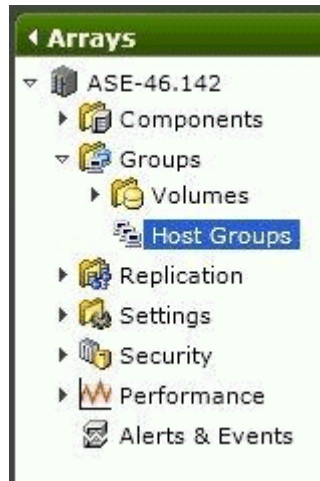 Arrays
ASE-46.142
Components
Groups
Volumes
Host Groups
Replication
Settings
Security
Performance
Alerts & Events